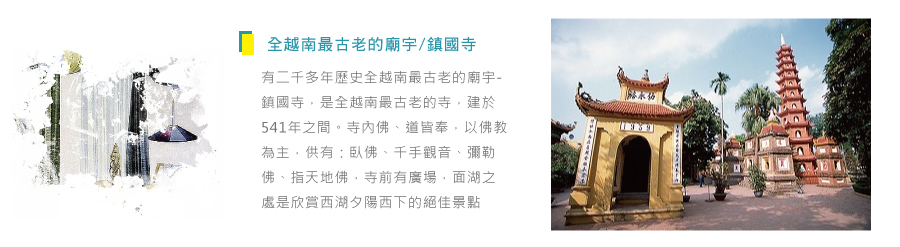 全越南最古老的廟宇/鎮國寺
有二千多年歷史全越南最古老的廟宇-
鎮國寺，是全越南最古老的寺，建於
541年之間。寺內佛、道皆奉，以佛教
為主，供有：臥佛、千手觀音、彌勒
佛、指天地佛，寺前有廣場，面湖之
處是欣賞西湖夕陽西下的絕佳景點
1959